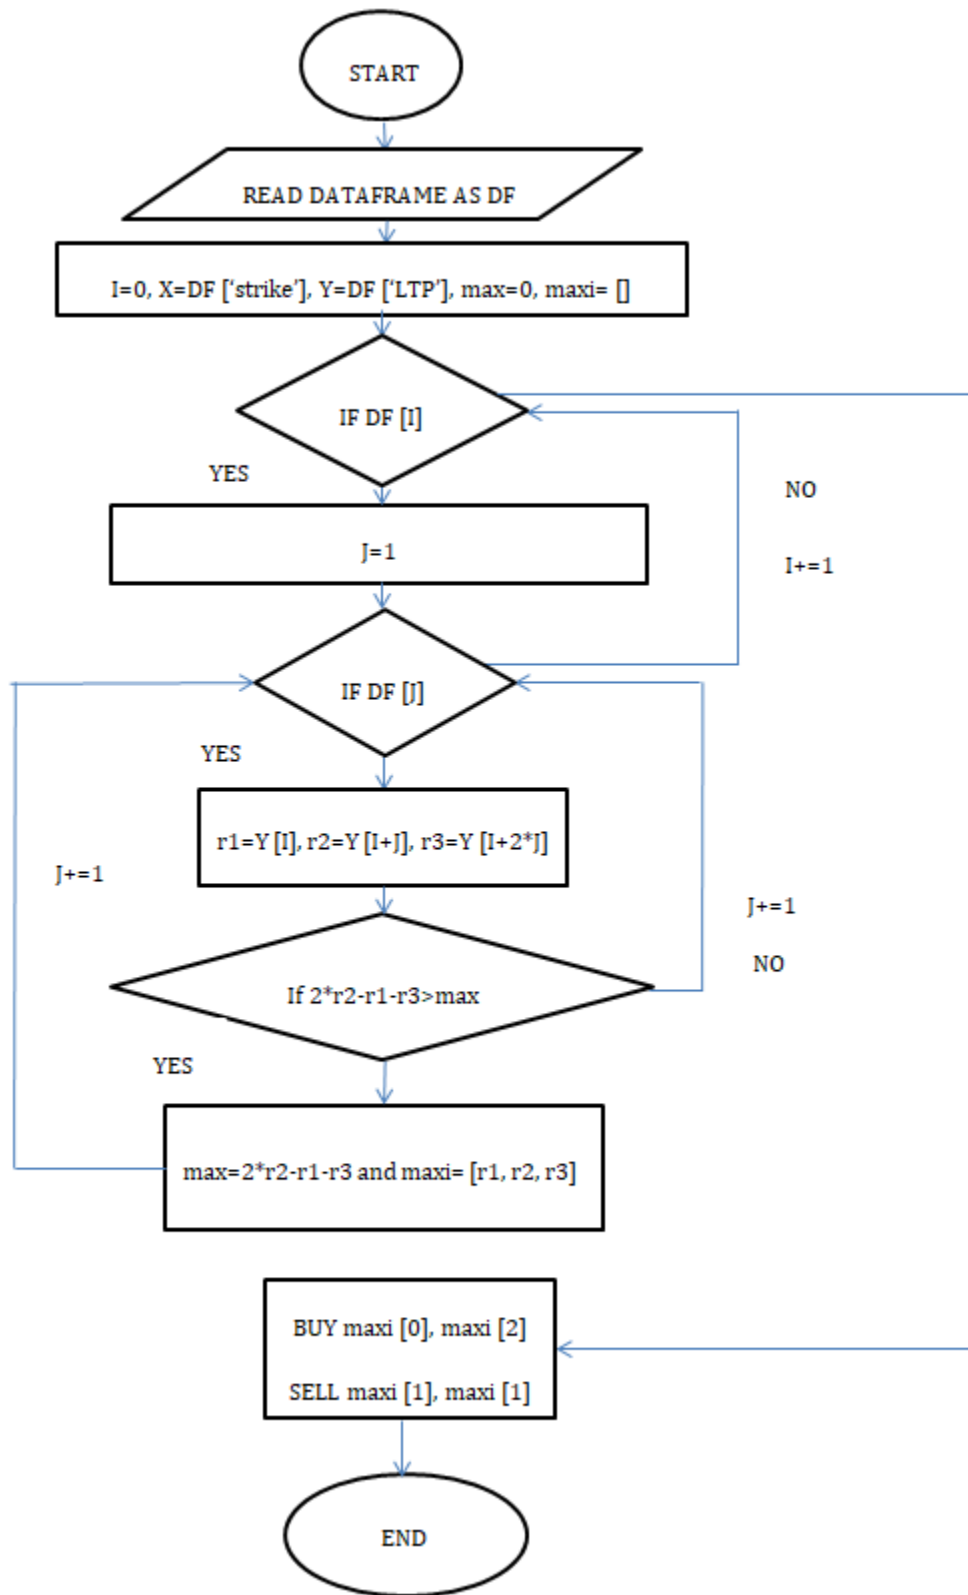 START
READ DATAFRAME AS DF
I=0, X=DF [‘strike’], Y=DF [‘LTP’], max=0, maxi= []
IF DF [I]
YES
NO
J=1
I+=1
IF DF [J]
YES
r1=Y [I], r2=Y [I+J], r3=Y [I+2*J]
J+=1
J+=1
NO
If 2*r2-r1-r3>max
YES
max=2*r2-r1-r3 and maxi= [r1, r2, r3]
BUY maxi [0], maxi [2]
SELL maxi [1], maxi [1]
END